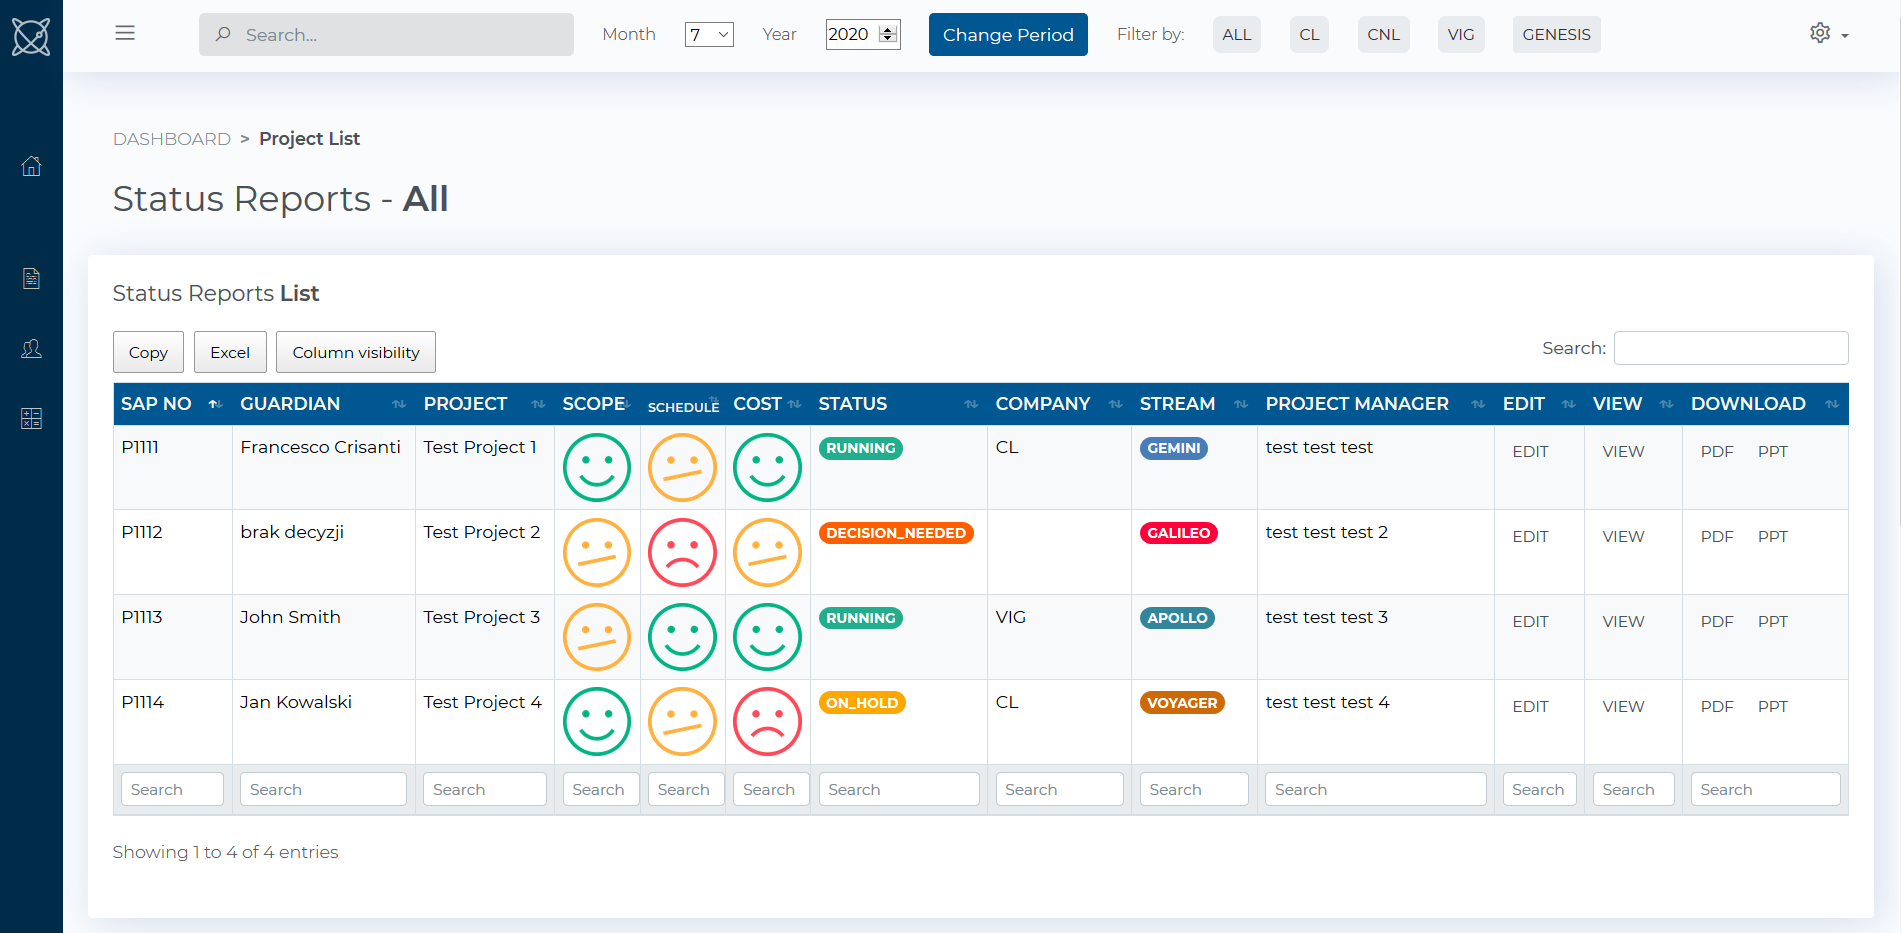 Search... Month 7 Year 2020 Change Period Filter by: ALL CL CNL VIG GENESIS
DASHBOARD > Project List
Status Reports - All
Status Reports List
Copy Excel Column visibility Search:
SAP NO GUARDIAN PROJECT SCOPE SCHEDULE COST STATUS COMPANY STREAM PROJECT MANAGER EDIT VIEW DOWNLOAD
P1111 Francesco Crisanti Test Project 1 RUNNING CL GEMINI test test test EDIT VIEW PDF PPT
P1112 brak decyzji Test Project 2 DECISION_NEEDED GALILEO test test test 2 EDIT VIEW PDF PPT
P1113 John Smith Test Project 3 RUNNING VIG APOLLO test test test 3 EDIT VIEW PDF PPT
P1114 Jan Kowalski Test Project 4 ON_HOLD CL VOYAGER test test test 4 EDIT VIEW PDF PPT
Search Search Search Search Search Search Search Search Search Search Search Search Search
Showing 1 to 4 of 4 entries